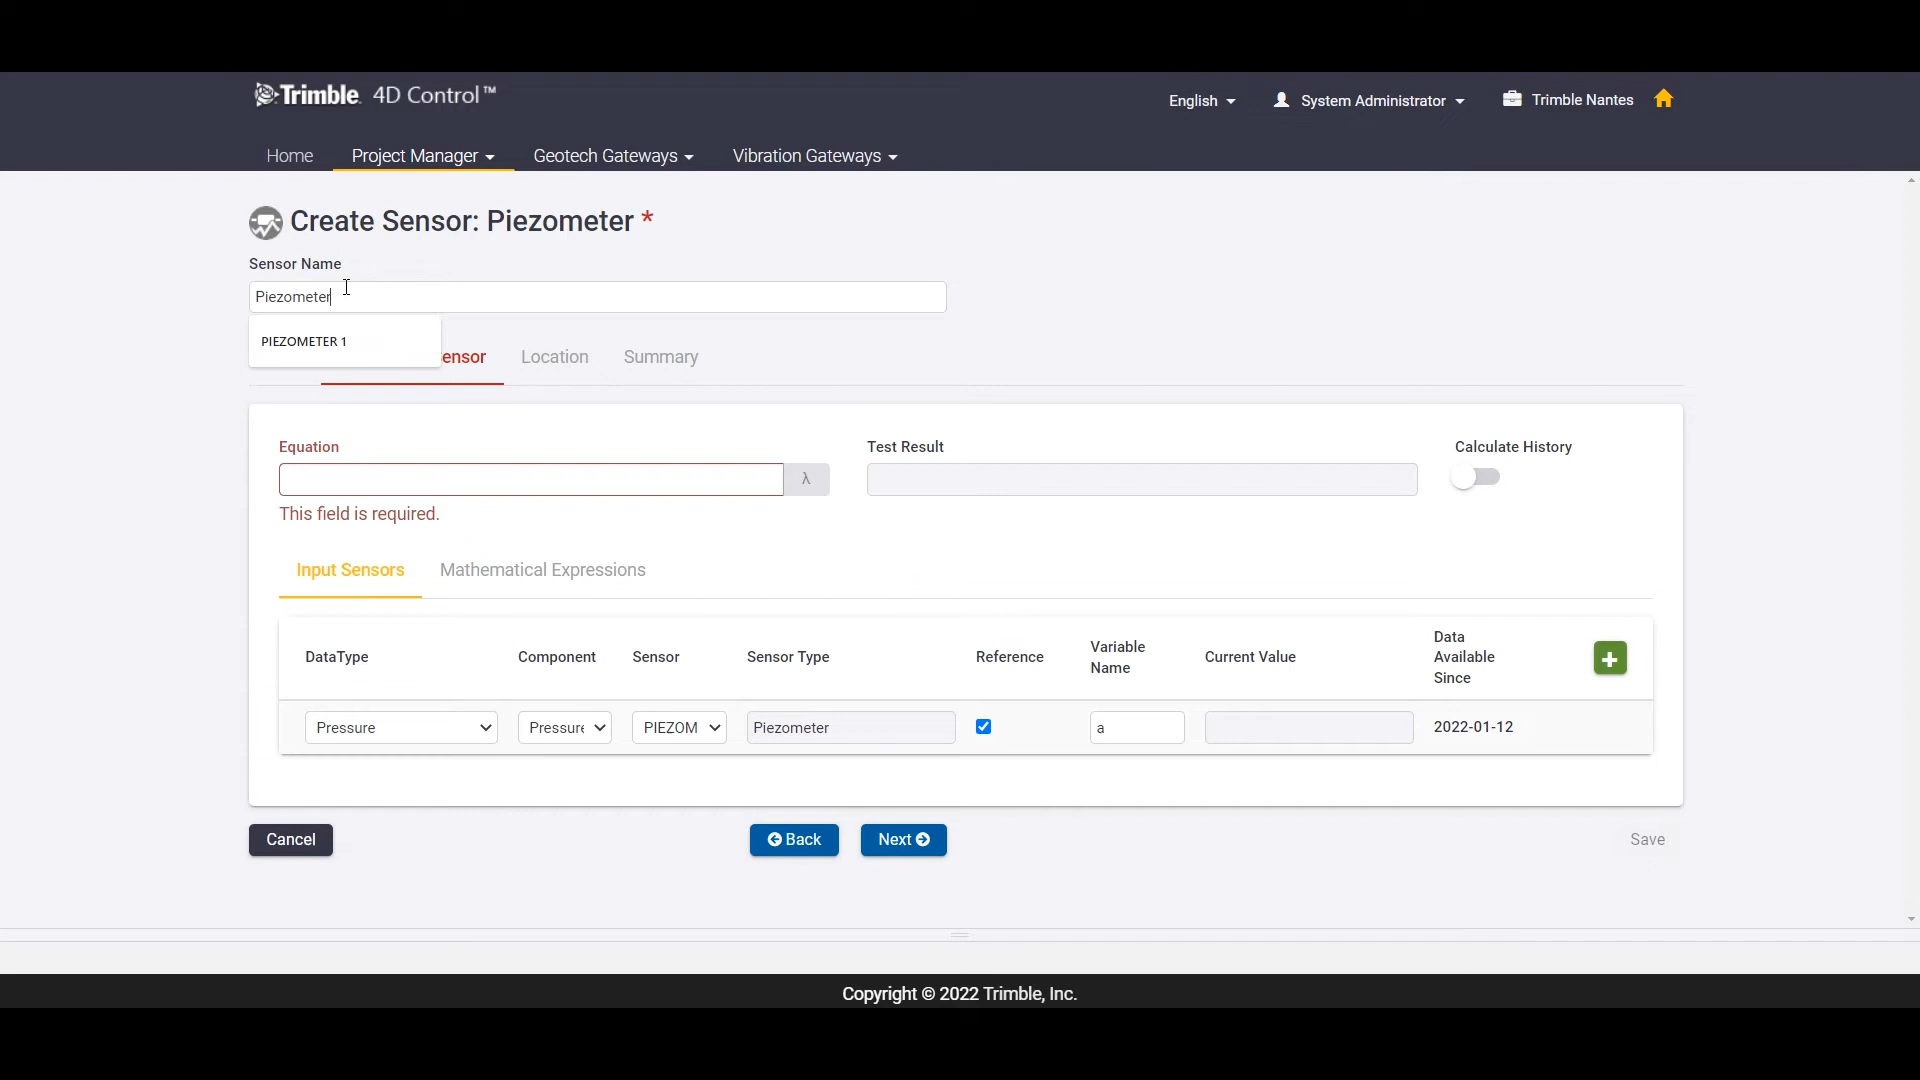 Trimble. 4D Control™
English
System Administrator
Trimble Nantes
Home
Project Manager
Geotech Gateways
Vibration Gateways
Create Sensor: Piezometer *
Sensor Name
Piezometer
PIEZOMETER 1
ensor
Location
Summary
Equation
Test Result
Calculate History
λ
This field is required.
Input Sensors
Mathematical Expressions
DataType
Component
Sensor
Sensor Type
Reference
Variable
Name
Current Value
Data
Available
Since
Pressure
Pressure
PIEZOM
Piezometer
a
2022-01-12
Cancel
Back
Next
Save
Copyright © 2022 Trimble, Inc.